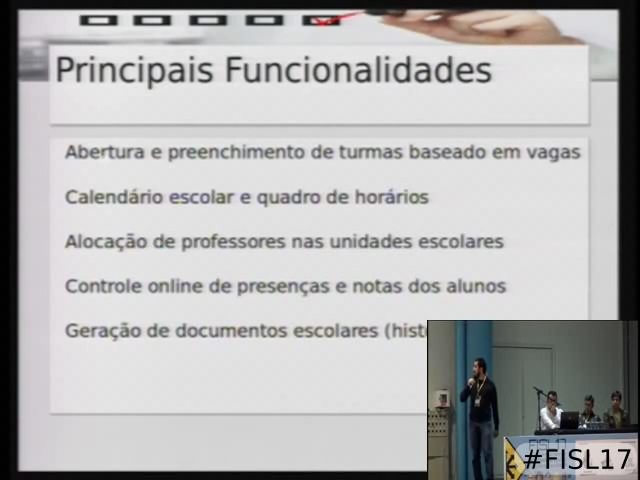 Principais Funcionalidades
Abertura e preenchimento de turmas baseado em vagas
Calendário escolar e quadro de horários
Alocação de professores nas unidades escolares
Controle online de presenças e notas dos alunos
Geração de documentos escolares
FISL17
#FISL17